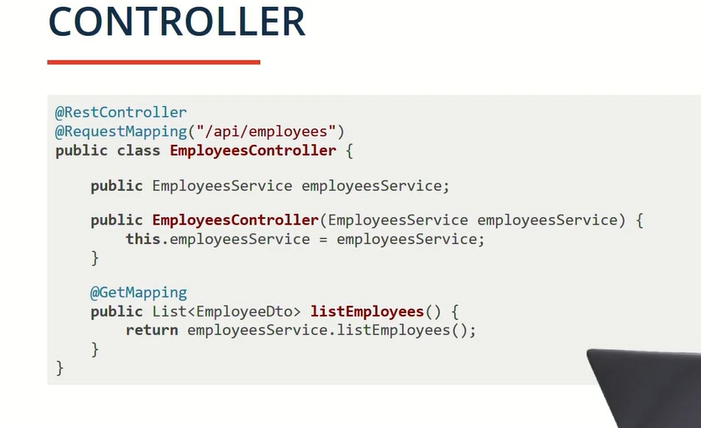 CONTROLLER
@RestController
@RequestMapping("/api/employees")
public class EmployeesController {
public EmployeesService employeesService;
public EmployeesController(EmployeesService employeesService) {
this.employeesService = employeesService;
}
@GetMapping
public List<EmployeeDto> listEmployees() {
return employeesService.listEmployees();
}
}